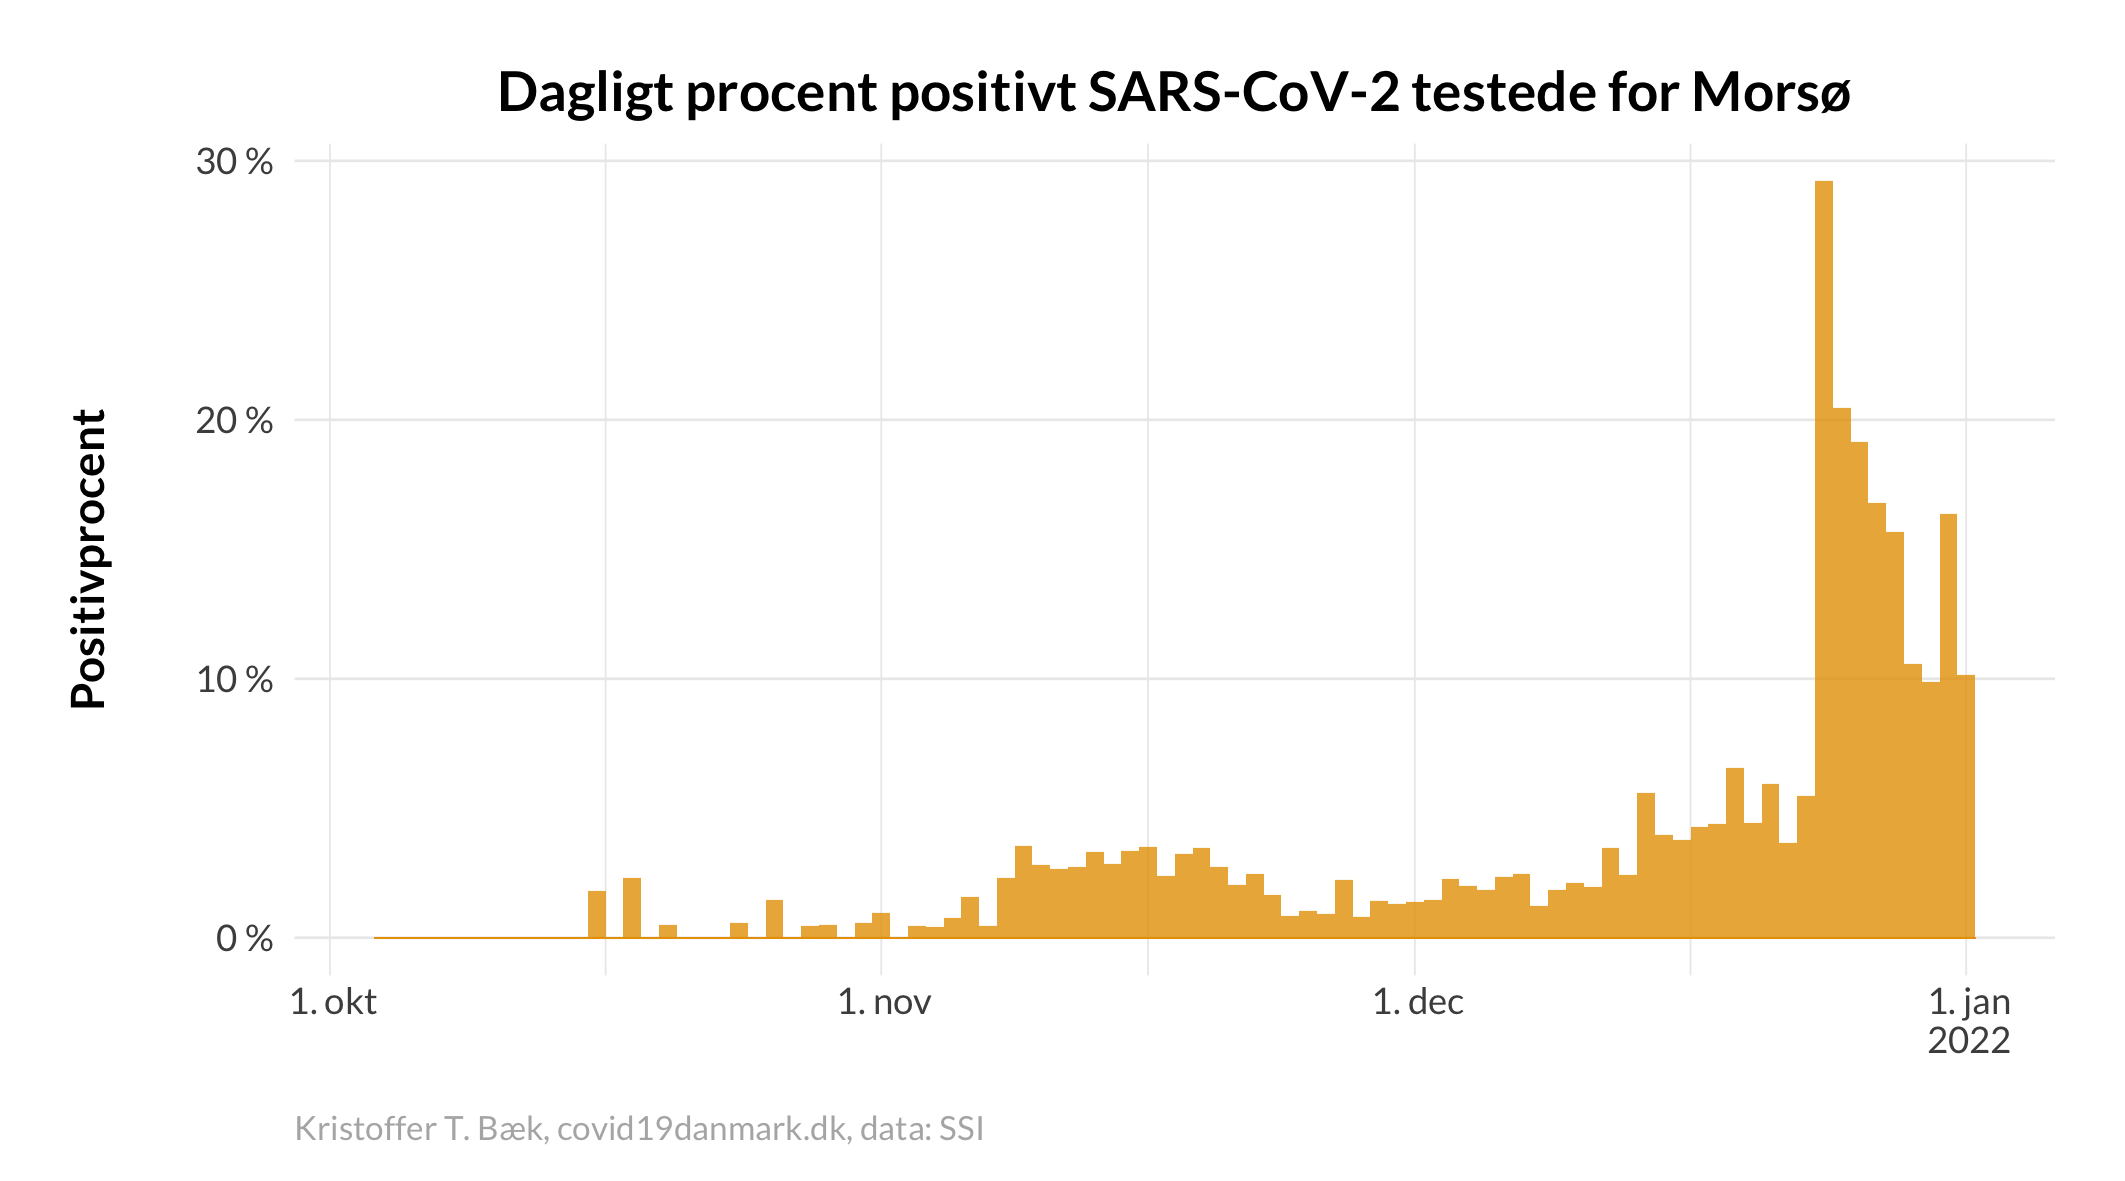 Dagligt procent positivt SARS-CoV-2 testede for Morsø
Positivprocent
30 %
20 %
10 %
0 %
1. okt
1. nov
1. dec
1. jan
2022
Kristoffer T. Bæk, covid19danmark.dk, data: SSI